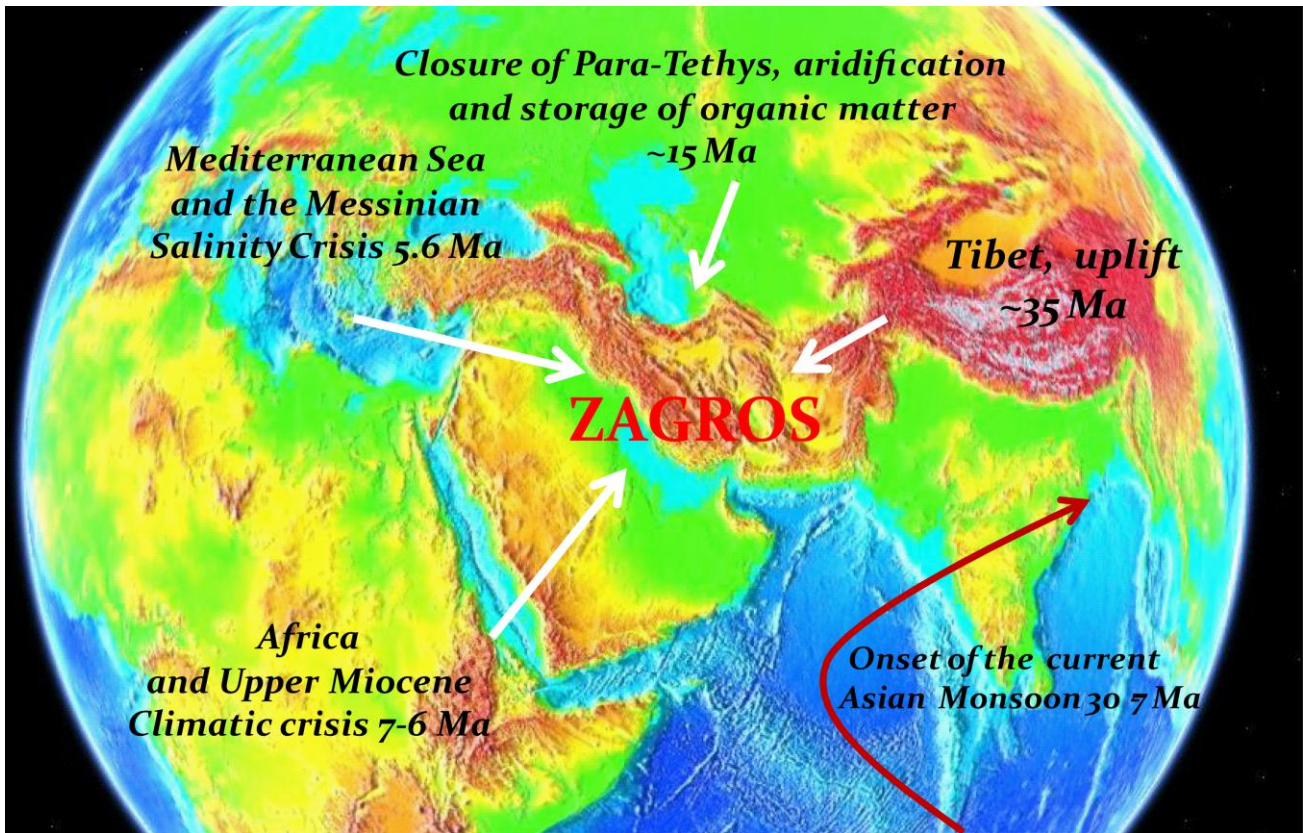 Closure of Para-Tethys, aridification
and storage of organic matter
~15 Ma
Mediterranean Sea
and the Messinian
Salinity Crisis 5.6 Ma
Tibet, uplift
~35 Ma
ZAGROS
Africa
and Upper Miocene
Climatic crisis 7-6 Ma
Onset of the current
Asian Monsoon 30 7 Ma